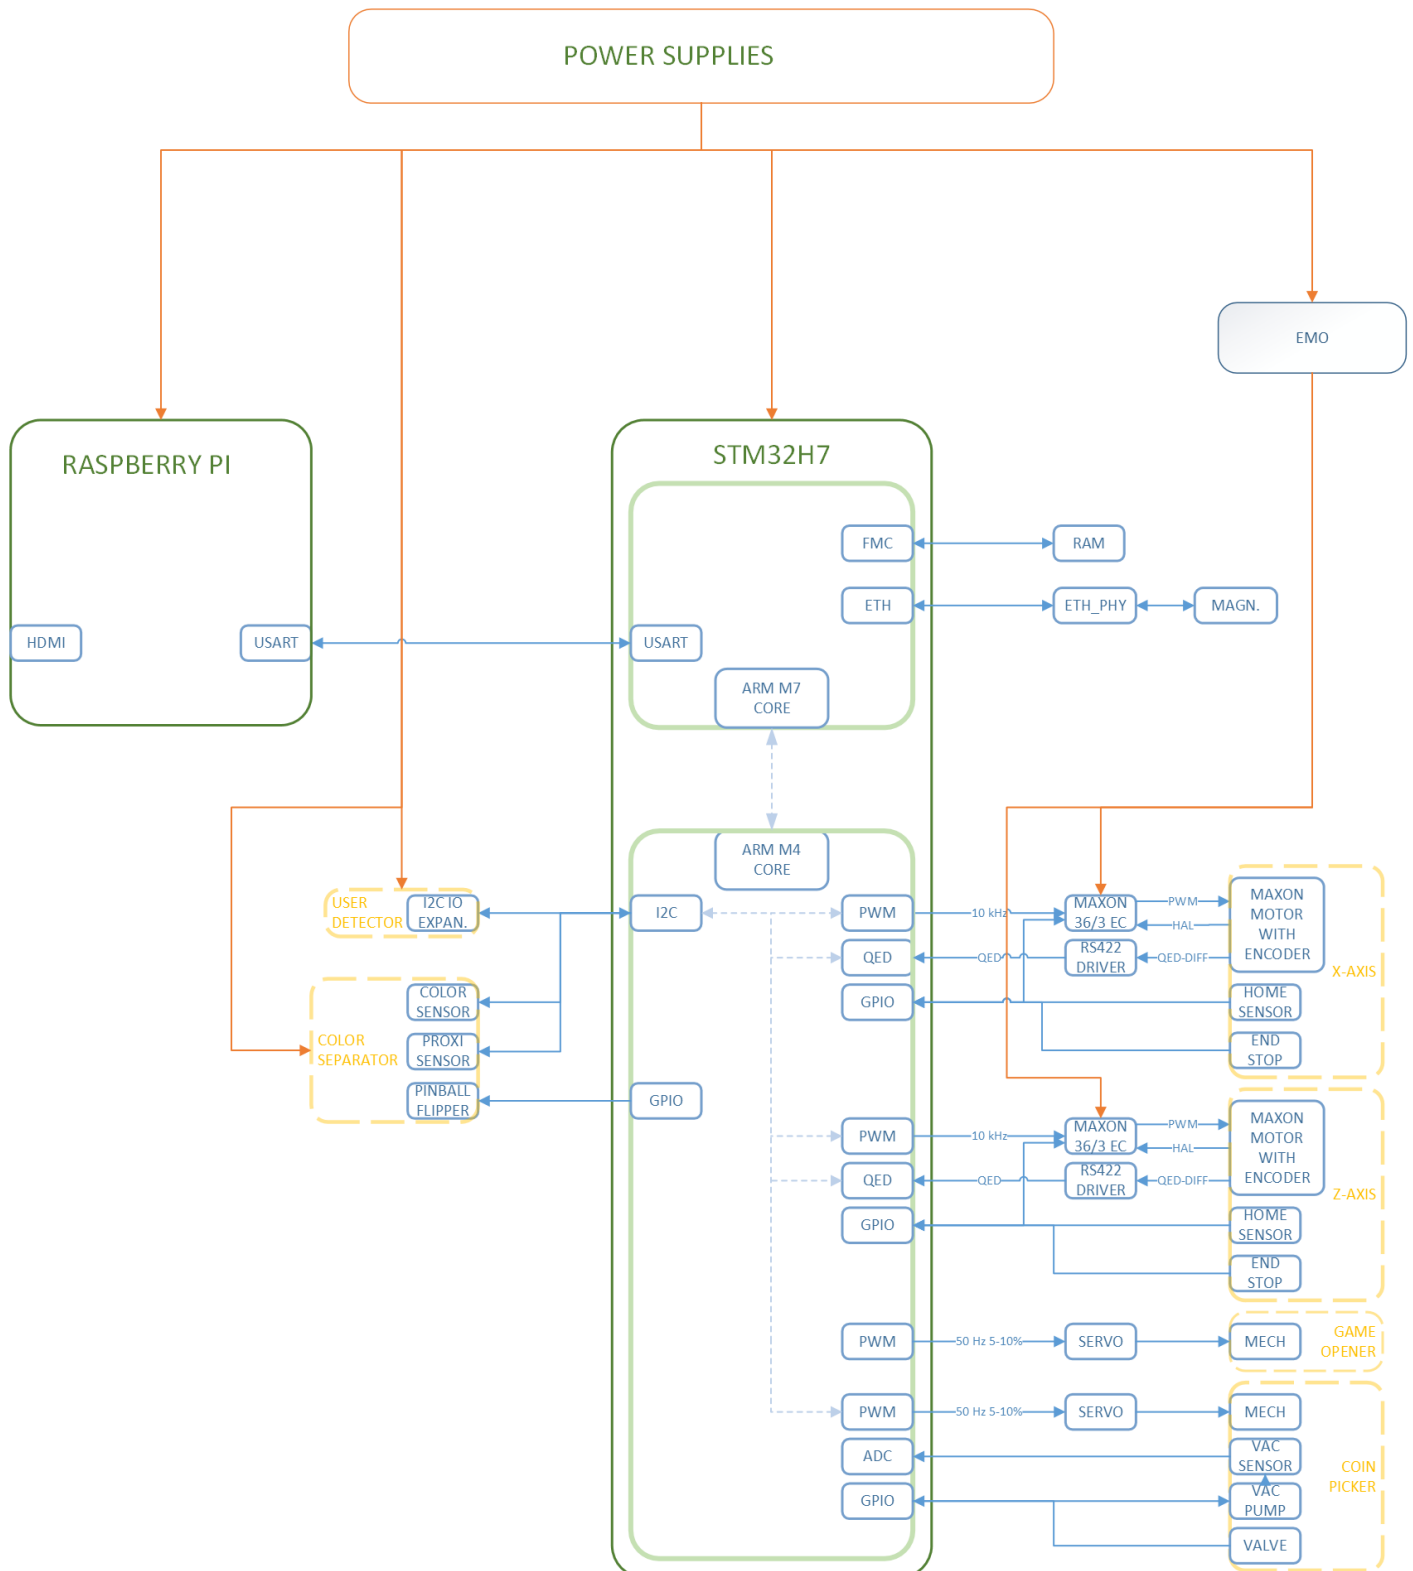 POWER SUPPLIES
EMO
RASPBERRY PI
HDMI
USART
STM32H7
FMC
RAM
ETH
ETH_PHY
MAGN.
USART
ARM M7
CORE
ARM M4
CORE
USER
DETECTOR
I2C IO
EXPAN.
COLOR
SENSOR
COLOR
SEPARATOR
PROXI
SENSOR
PINBALL
FLIPPER
I2C
GPIO
PWM
10 kHz
MAXON
36/3 EC
PWM
HAL
MAXON
MOTOR
WITH
ENCODER
QED
QED
RS422
DRIVER
QED-DIFF
X-AXIS
GPIO
HOME
SENSOR
END
STOP
PWM
10 kHz
MAXON
36/3 EC
PWM
HAL
MAXON
MOTOR
WITH
ENCODER
QED
QED
RS422
DRIVER
QED-DIFF
Z-AXIS
GPIO
HOME
SENSOR
END
STOP
PWM
50 Hz 5-10%
SERVO
MECH
GAME
OPENER
PWM
50 Hz 5-10%
SERVO
MECH
ADC
VAC
SENSOR
COIN
PICKER
GPIO
VAC
PUMP
VALVE